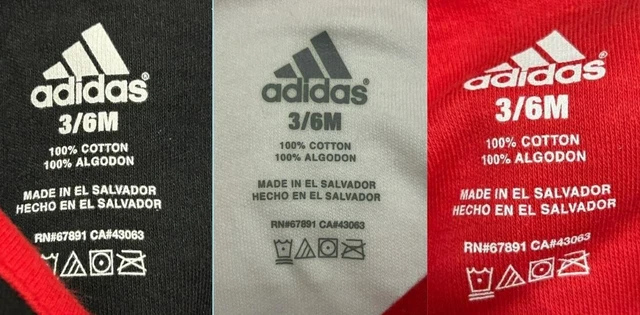 adidas®
3/6M
100% COTTON
100% ALGODON
MADE IN EL SALVADOR
HECHO EN EL SALVADOR
RN#67891 CA#43063
adidas®
3/6M
100% COTTON
100% ALGODON
MADE IN EL SALVADOR
HECHO EN EL SALVADOR
RN#67891 CA#43063
adidas®
3/6M
100% COTTON
100% ALGODON
MADE IN EL SALVADOR
HECHO EN EL SALVADOR
RN#67891 CA#43063